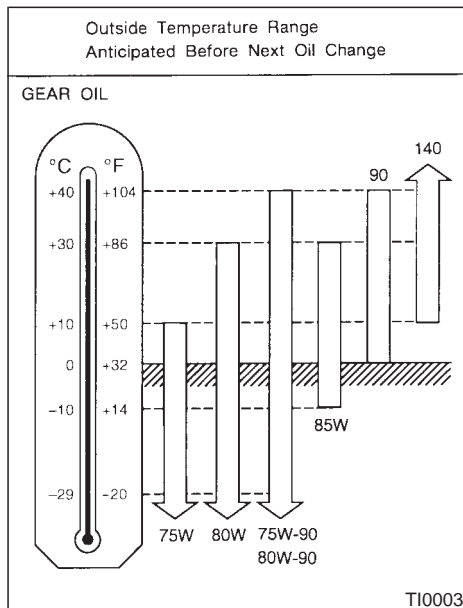 Outside Temperature Range
Anticipated Before Next Oil Change
GEAR OIL
°C °F
140
90
+40 +104
+30 +86
+10 +50
0 +32
−10 +14
85W
−29 −20
75W 80W 75W-90
80W-90
TI0003